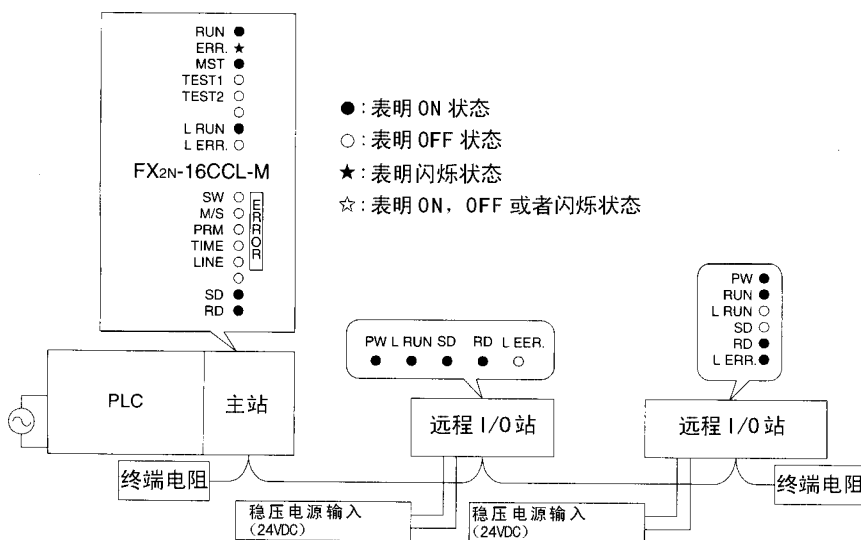 RUN ●
ERR. ★
MST ●
TEST1 ○
TEST2 ○
○
L RUN ●
L ERR. ○
FX2N-16CCL-M
SW ○
M/S ○
PRM ○
TIME ○
LINE ○
○
ERROR
SD ●
RD ●
●:表明 ON 状态
○:表明 OFF 状态
★:表明闪烁状态
☆:表明 ON, OFF 或者闪烁状态
PW L RUN SD RD L EER.
● ● ● ● ○
PW ●
RUN ●
L RUN ○
SD ○
RD ●
L ERR. ●
PLC
主站
远程 I/O 站
远程 I/O 站
终端电阻
终端电阻
稳压电源输入
(24VDC)
稳压电源输入
(24VDC)